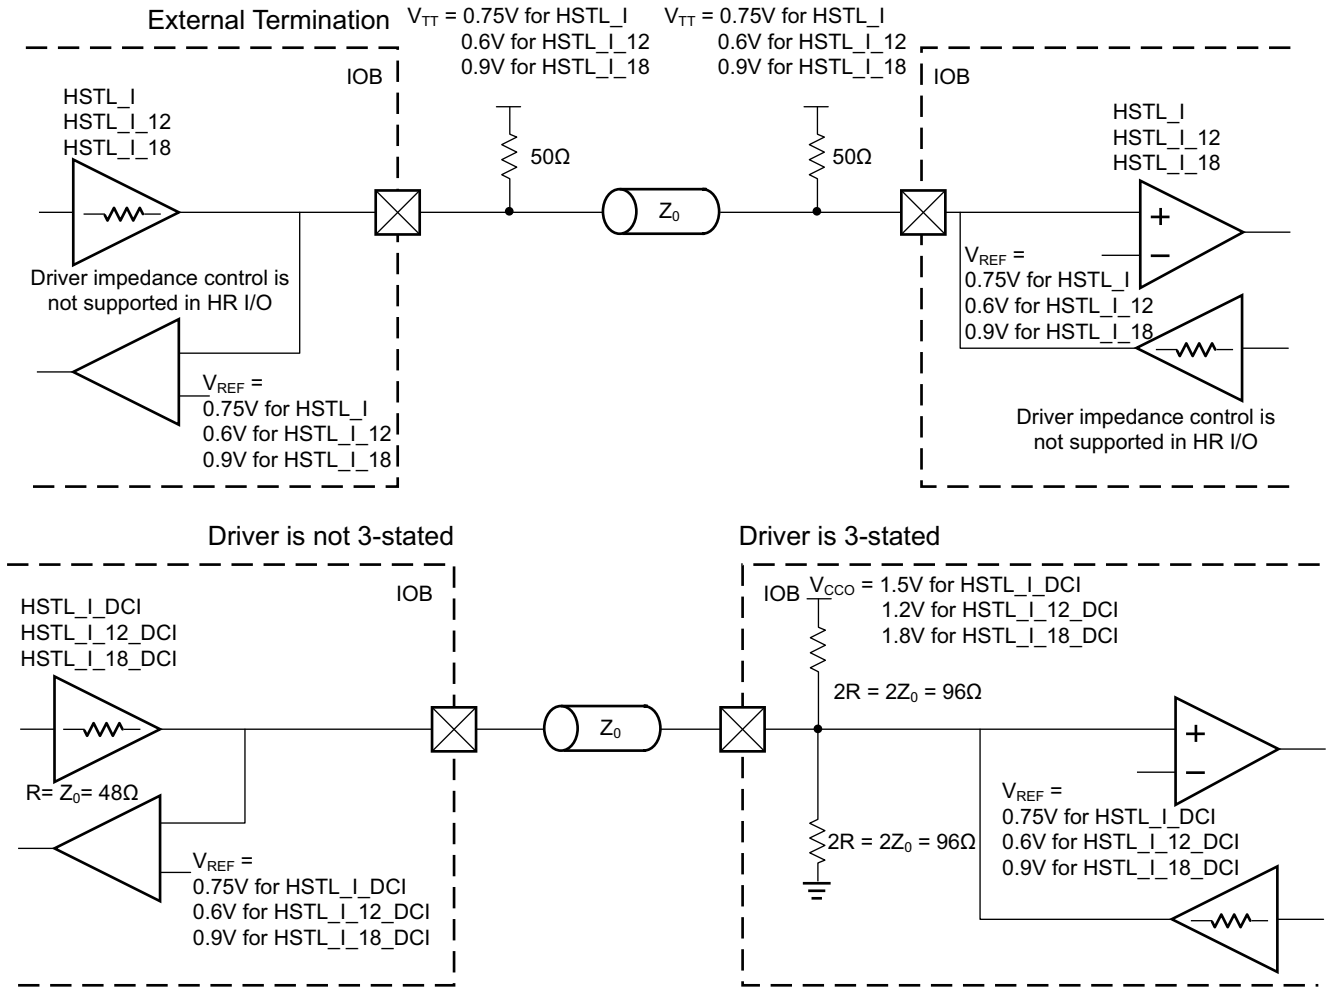 External Termination
V_TT = 0.75V for HSTL_I
0.6V for HSTL_I_12
0.9V for HSTL_I_18
V_TT = 0.75V for HSTL_I
0.6V for HSTL_I_12
0.9V for HSTL_I_18
IOB
HSTL_I
HSTL_I_12
HSTL_I_18
50Ω
Z_0
50Ω
IOB
HSTL_I
HSTL_I_12
HSTL_I_18
+
−
Driver impedance control is
not supported in HR I/O
V_REF =
0.75V for HSTL_I
0.6V for HSTL_I_12
0.9V for HSTL_I_18
V_REF =
0.75V for HSTL_I
0.6V for HSTL_I_12
0.9V for HSTL_I_18
Driver impedance control is
not supported in HR I/O
Driver is not 3-stated
IOB
HSTL_I_DCI
HSTL_I_12_DCI
HSTL_I_18_DCI
R= Z_0= 48Ω
V_REF =
0.75V for HSTL_I_DCI
0.6V for HSTL_I_12_DCI
0.9V for HSTL_I_18_DCI
Z_0
Driver is 3-stated
IOB
V_CCO = 1.5V for HSTL_I_DCI
1.2V for HSTL_I_12_DCI
1.8V for HSTL_I_18_DCI
2R = 2Z_0 = 96Ω
+
−
2R = 2Z_0 = 96Ω
V_REF =
0.75V for HSTL_I_DCI
0.6V for HSTL_I_12_DCI
0.9V for HSTL_I_18_DCI